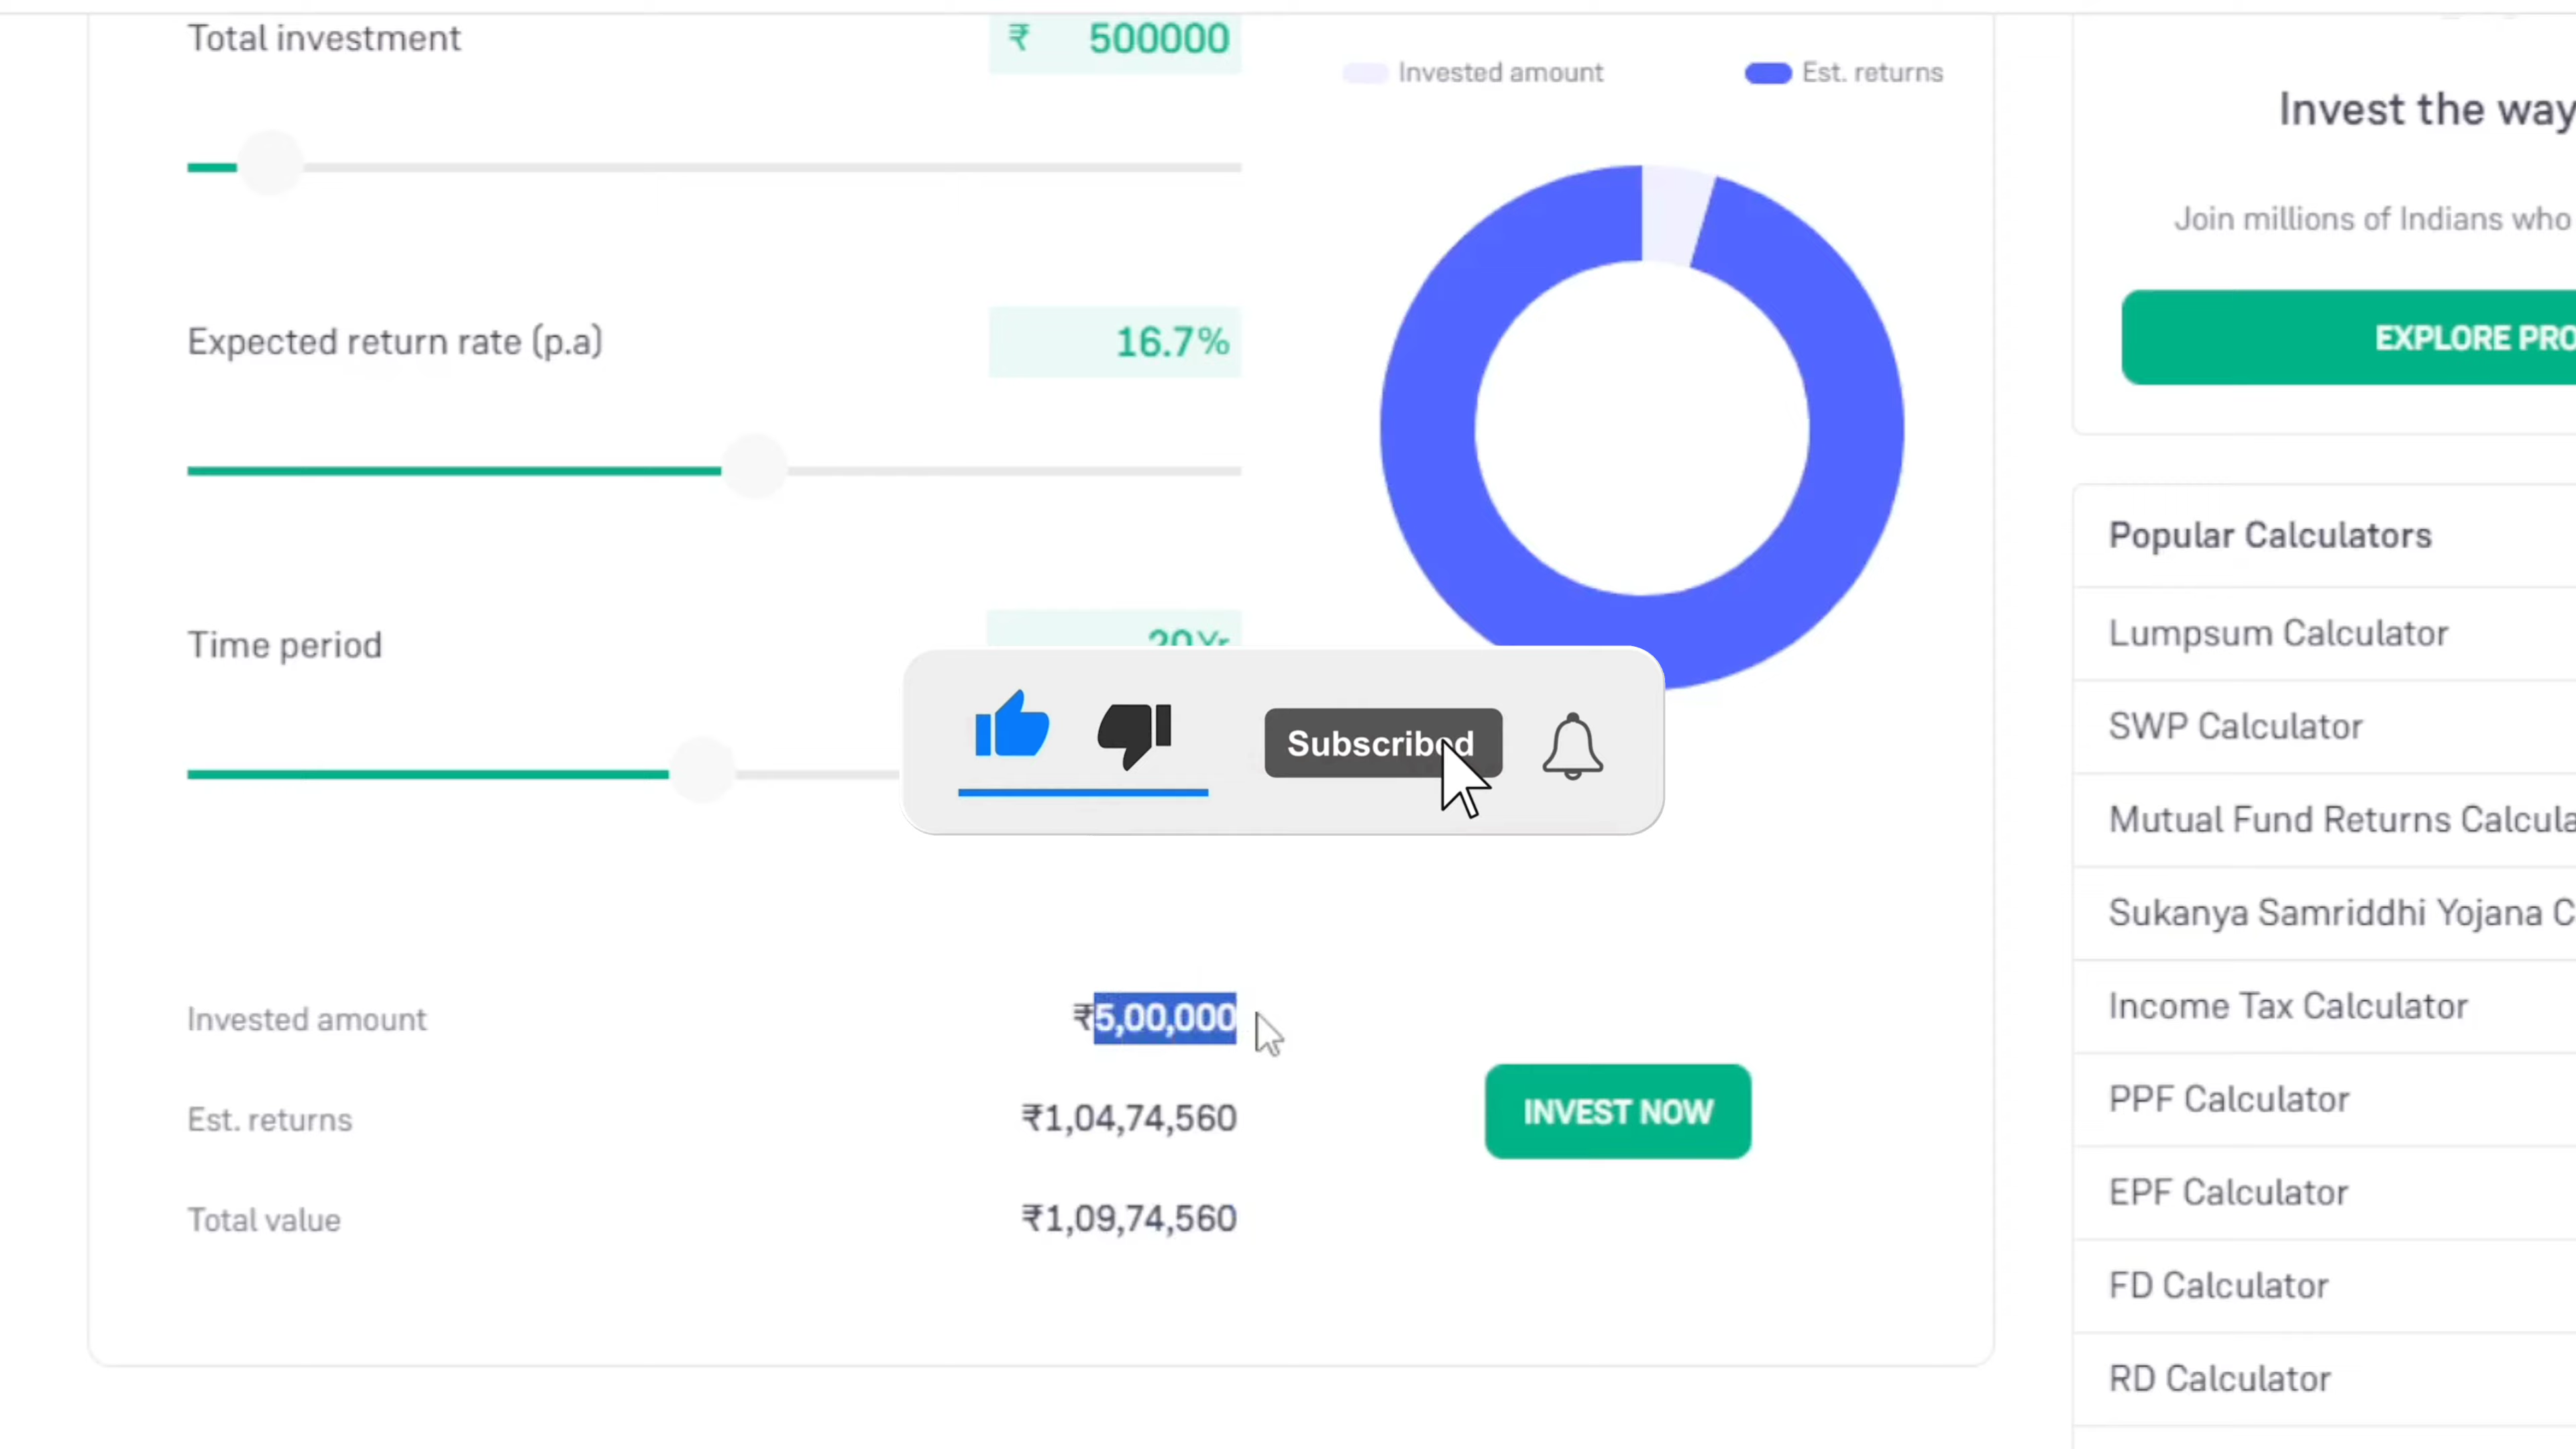 Total investment
₹ 500000
Invested amount
Est. returns
Expected return rate (p.a)
16.7%
Time period
Subscribed
Invested amount
₹5,00,000
Est. returns
₹1,04,74,560
Total value
₹1,09,74,560
INVEST NOW
Invest the way
Join millions of Indians who
EXPLORE PRO
Popular Calculators
Lumpsum Calculator
SWP Calculator
Mutual Fund Returns Calcula
Sukanya Samriddhi Yojana C
Income Tax Calculator
PPF Calculator
EPF Calculator
FD Calculator
RD Calculator